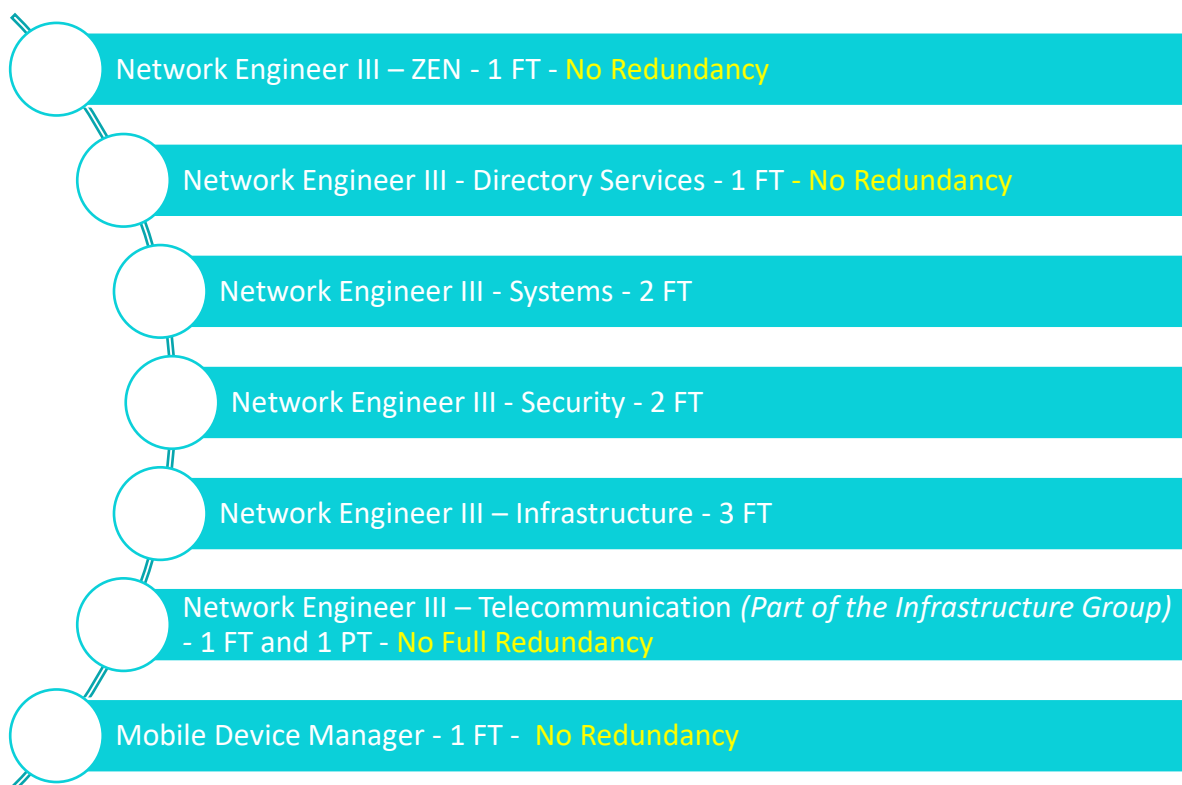 Network Engineer III – ZEN - 1 FT - No Redundancy
Network Engineer III - Directory Services - 1 FT - No Redundancy
Network Engineer III - Systems - 2 FT
Network Engineer III - Security - 2 FT
Network Engineer III – Infrastructure - 3 FT
Network Engineer III – Telecommunication (Part of the Infrastructure Group)
- 1 FT and 1 PT - No Full Redundancy
Mobile Device Manager - 1 FT - No Redundancy